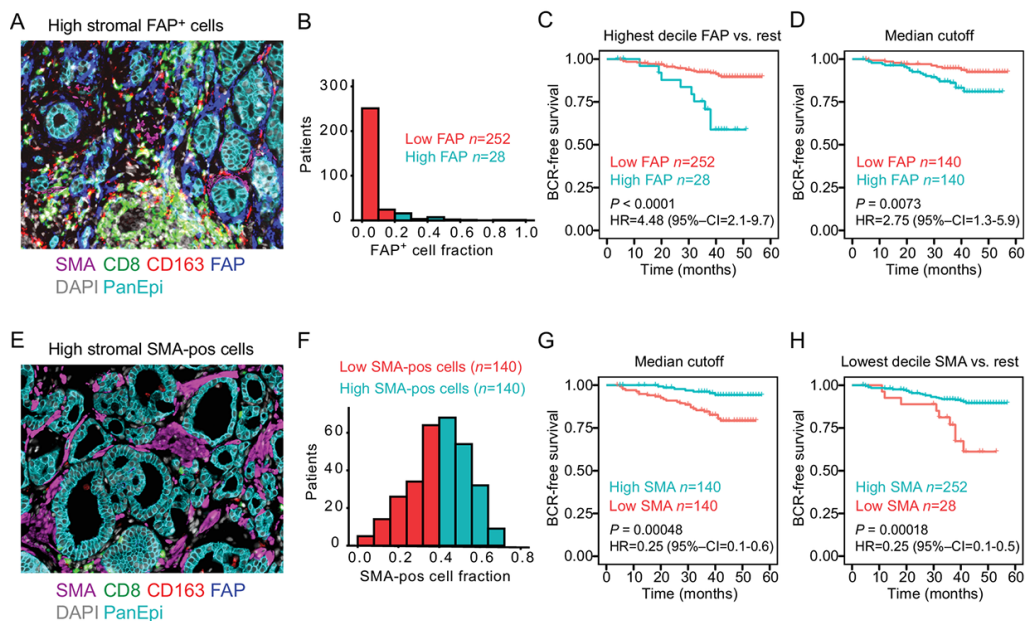 A
High stromal FAP⁺ cells
SMA CD8 CD163 FAP
DAPI PanEpi
B
Patients
300
200
100
0
Low FAP n=252
High FAP n=28
0.0 0.2 0.4 0.6 0.8 1.0
FAP⁺ cell fraction
C
Highest decile FAP vs. rest
BCR-free survival
1.00
0.75
0.50
0.25
0.00
Low FAP n=252
High FAP n=28
P < 0.0001
HR=4.48 (95%–CI=2.1-9.7)
0 10 20 30 40 50 60
Time (months)
D
Median cutoff
BCR-free survival
1.00
0.75
0.50
0.25
0.00
Low FAP n=140
High FAP n=140
P = 0.0073
HR=2.75 (95%–CI=1.3-5.9)
0 10 20 30 40 50 60
Time (months)
E
High stromal SMA-pos cells
SMA CD8 CD163 FAP
DAPI PanEpi
F
Low SMA-pos cells (n=140)
High SMA-pos cells (n=140)
Patients
60
40
20
0
0.0 0.2 0.4 0.6 0.8
SMA-pos cell fraction
G
Median cutoff
BCR-free survival
1.00
0.75
0.50
0.25
0.00
High SMA n=140
Low SMA n=140
P = 0.00048
HR=0.25 (95%–CI=0.1-0.6)
0 10 20 30 40 50 60
Time (months)
H
Lowest decile SMA vs. rest
BCR-free survival
1.00
0.75
0.50
0.25
0.00
High SMA n=252
Low SMA n=28
P = 0.00018
HR=0.25 (95%–CI=0.1-0.5)
0 10 20 30 40 50 60
Time (months)